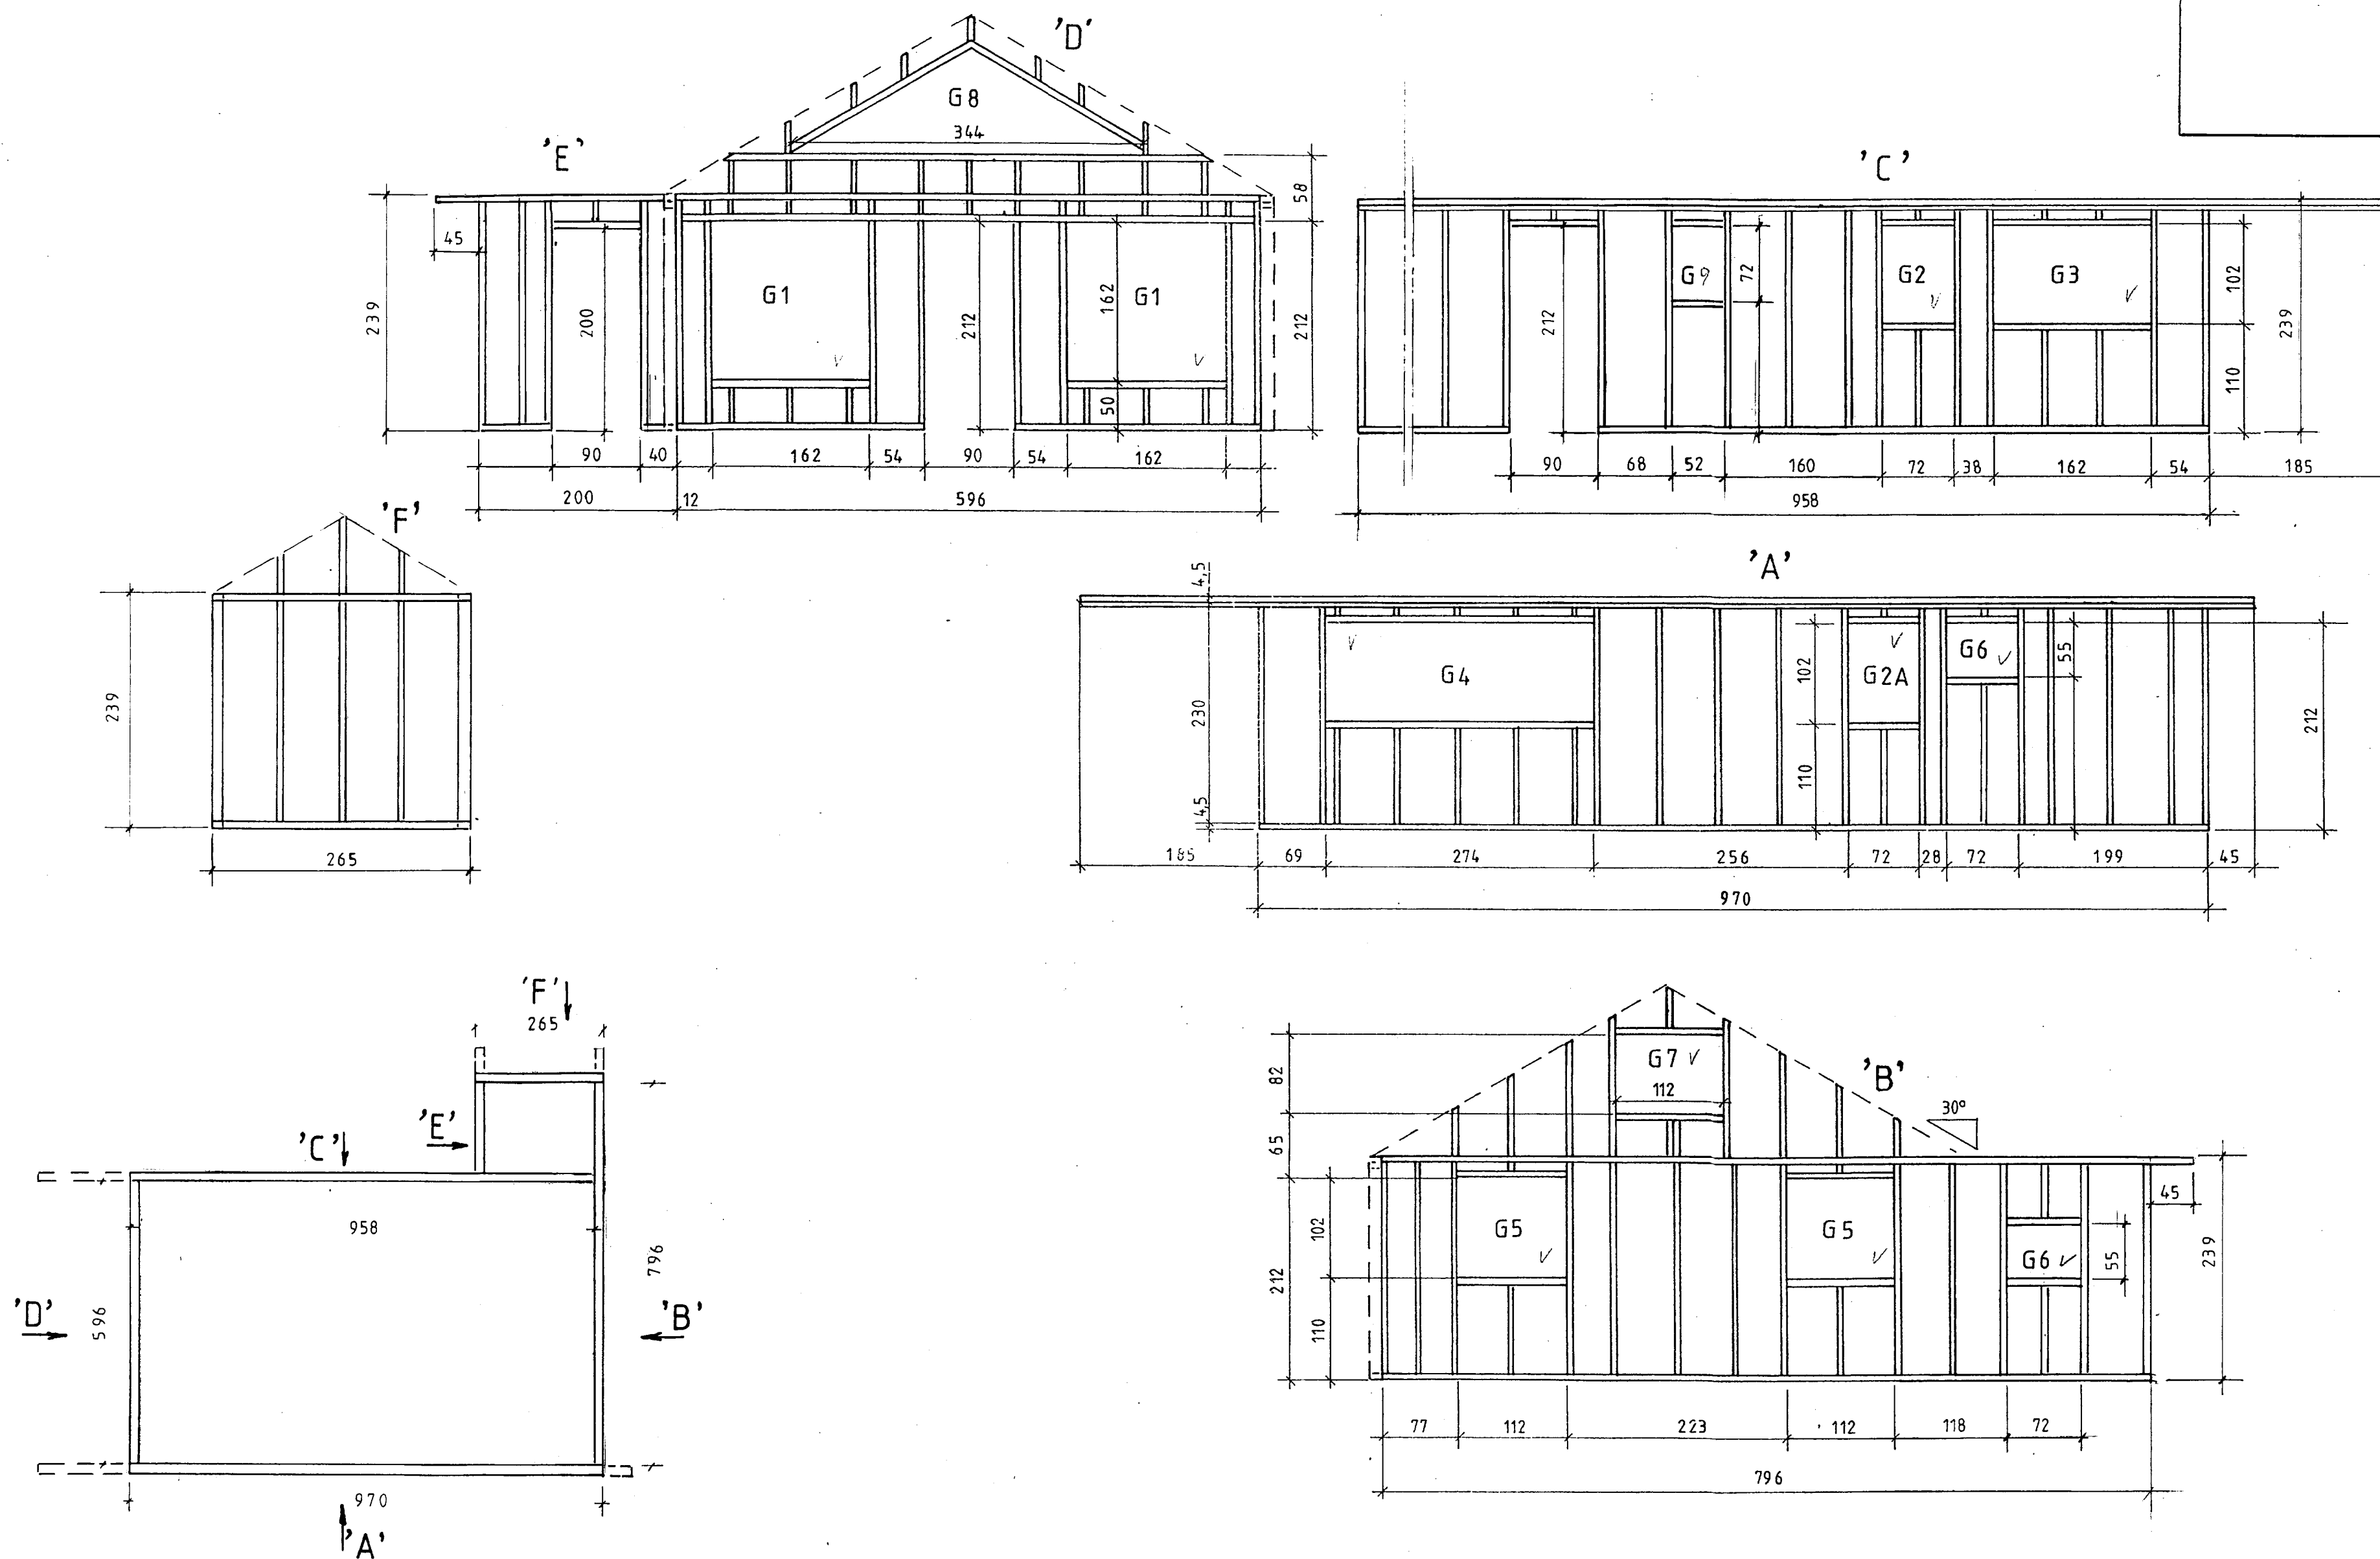 'D'
G8
344
'E'
58
45
239
200
G1
212
162
G1
50
212
90 40 162 54 90 54 162
200 12 596
'C'
G9
72
G2
G3
102
212
239
110
90 68 52 160 72 38 162 54 185
958
'F'
239
265
'A'
4,5
G4
G2A
G6
55
102
230
212
110
4,5
185 69 274 256 72 28 72 199 45
970
'F'
265
'E'
'C'
958
796
'D'
596
'B'
970
'A'
G7
82
112
'B'
30°
65
45
102
G5
G5
G6
55
239
212
110
77 112 223 112 118 72
796